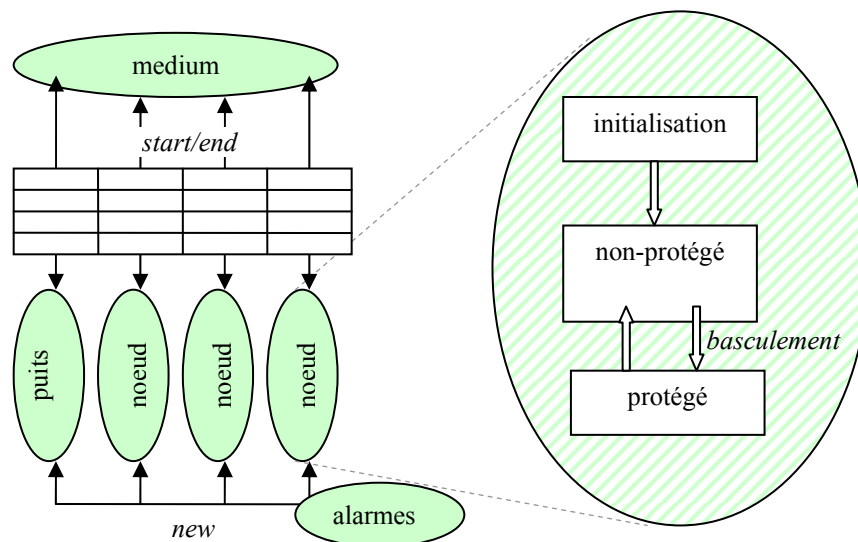 medium
start/end
puits
noeud
noeud
noeud
new
alarmes
initialisation
non-protégé
basculement
protégé